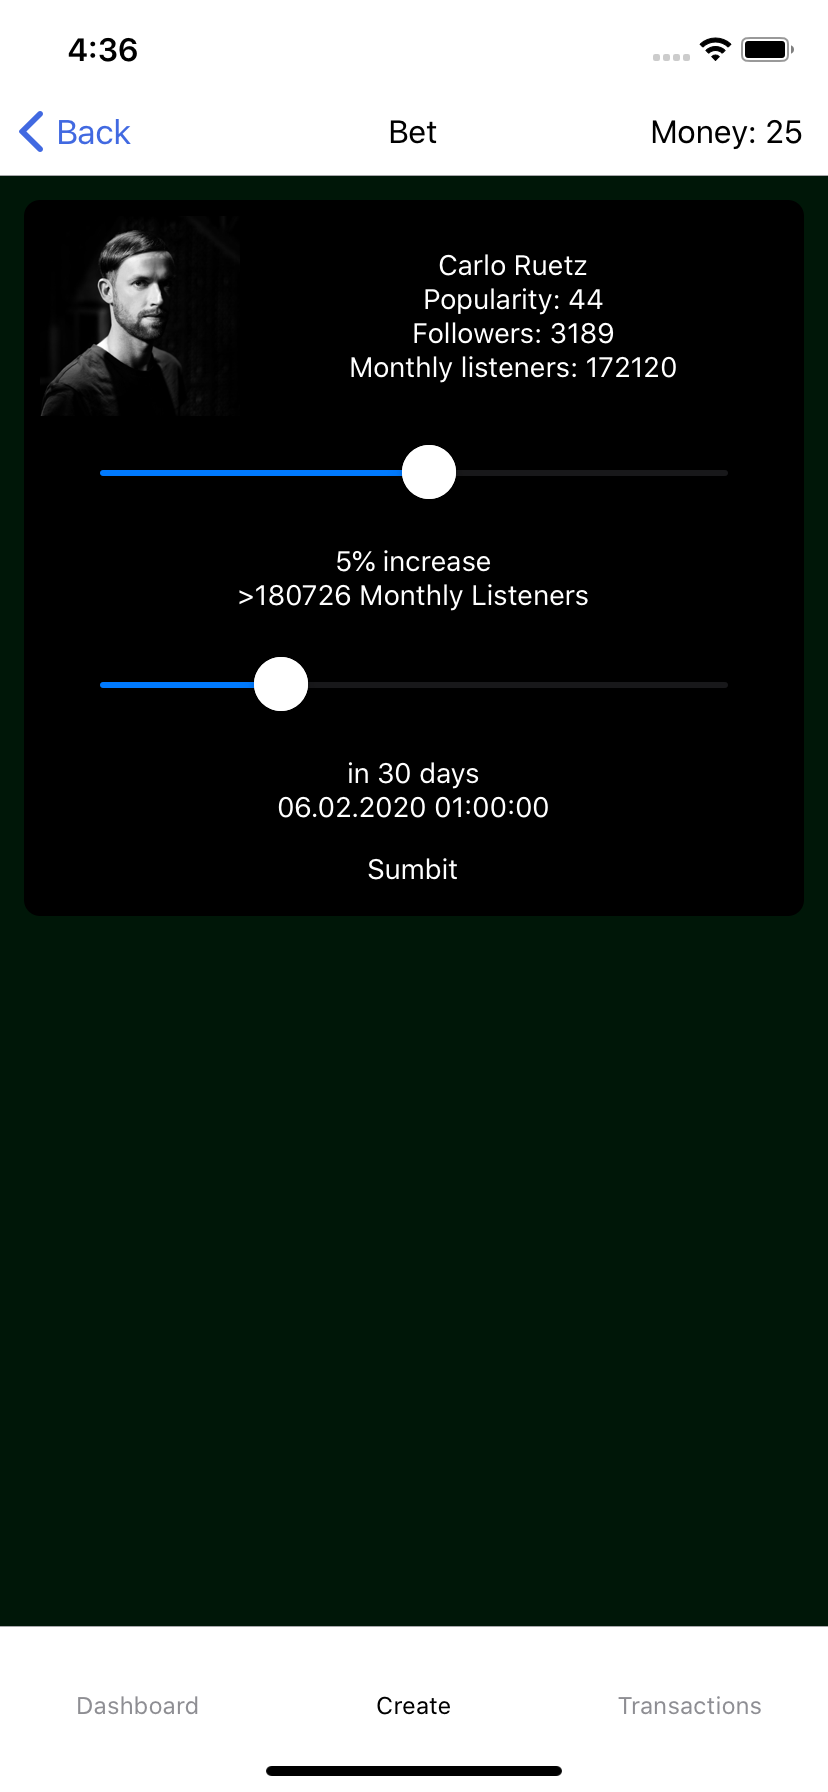 4:36
Back
Bet
Money: 25
Carlo Ruetz
Popularity: 44
Followers: 3189
Monthly listeners: 172120
5% increase
>180726 Monthly Listeners
in 30 days
06.02.2020 01:00:00
Sumbit
Dashboard
Create
Transactions